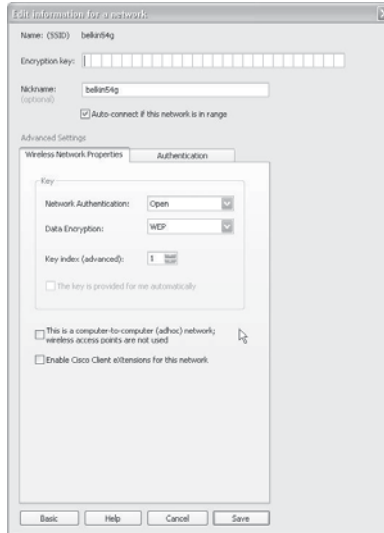 Edit information for a network
Name: (SSID) belkin54g
Encryption key:
Nickname: belkin54g
(optional)
Auto-connect if this network is in range
Advanced Settings
Wireless Network Properties Authentication
Key
Network Authentication: Open
Data Encryption: WEP
Key index (advanced): 1
The key is provided for me automatically
This is a computer-to-computer (adhoc) network;
wireless access points are not used
Enable Cisco Client eXtensions for this network
Basic Help Cancel Save